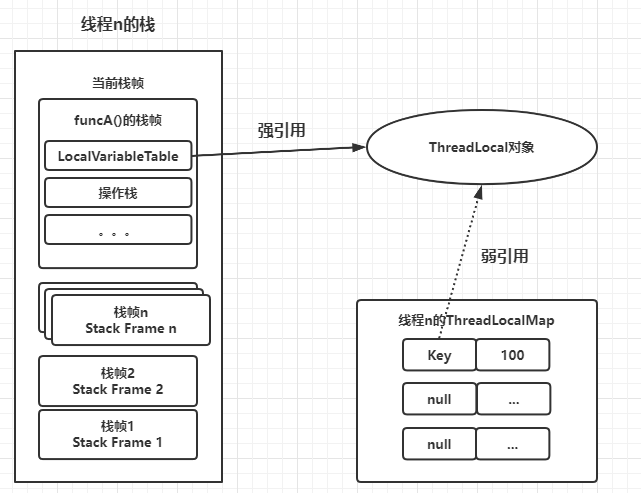 线程n的栈
当前栈帧
funcA()的栈帧
LocalVariableTable
操作栈
。。。
栈帧n
Stack Frame n
栈帧2
Stack Frame 2
栈帧1
Stack Frame 1
强引用
ThreadLocal对象
弱引用
线程n的ThreadLocalMap
Key 100
null ...
null ...